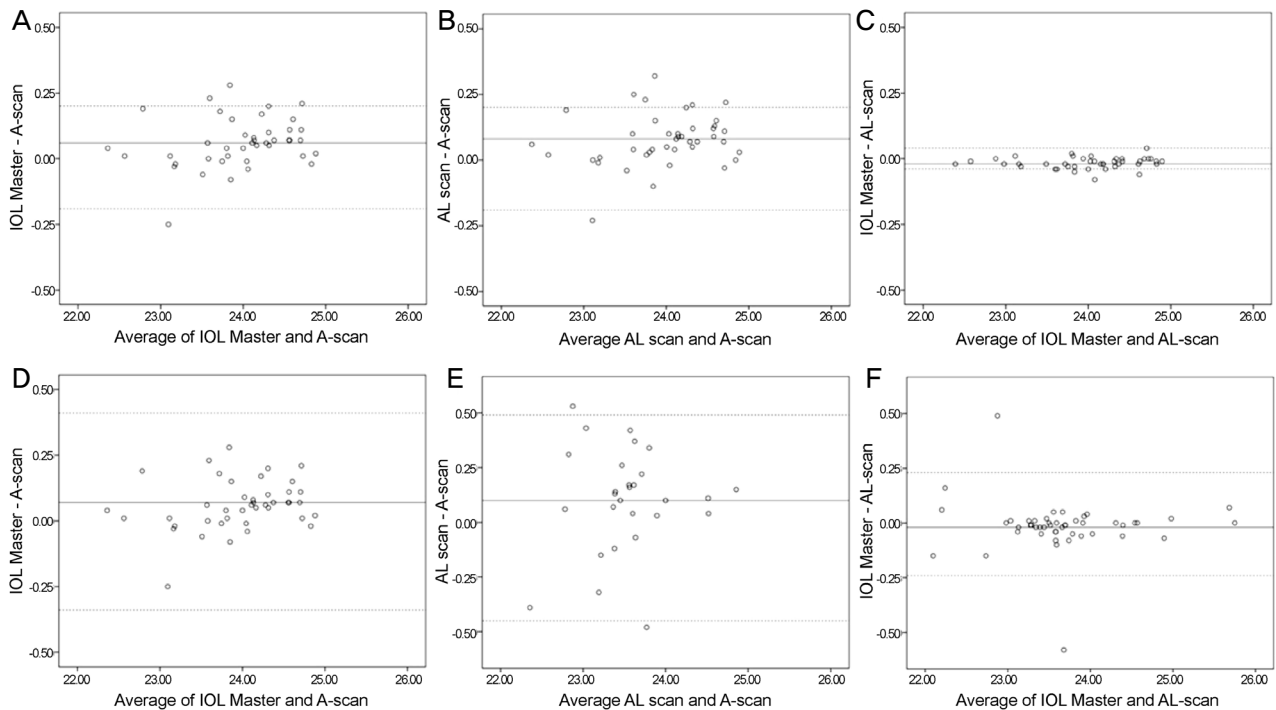 A
B
C
0.50
0.25
0.00
-0.25
-0.50
IOL Master - A-scan
22.00 23.00 24.00 25.00 26.00
Average of IOL Master and A-scan
0.50
0.25
0.00
-0.25
-0.50
AL scan - A-scan
22.00 23.00 24.00 25.00 26.00
Average AL scan and A-scan
0.50
0.25
0.00
-0.25
-0.50
IOL Master - AL-scan
22.00 23.00 24.00 25.00 26.00
Average of IOL Master and AL-scan
D
E
F
0.50
0.25
0.00
-0.25
-0.50
IOL Master - A-scan
22.00 23.00 24.00 25.00 26.00
Average of IOL Master and A-scan
0.50
0.25
0.00
-0.25
-0.50
AL scan - A-scan
22.00 23.00 24.00 25.00 26.00
Average AL scan and A-scan
0.50
0.25
0.00
-0.25
-0.50
IOL Master - AL-scan
22.00 23.00 24.00 25.00 26.00
Average of IOL Master and AL-scan